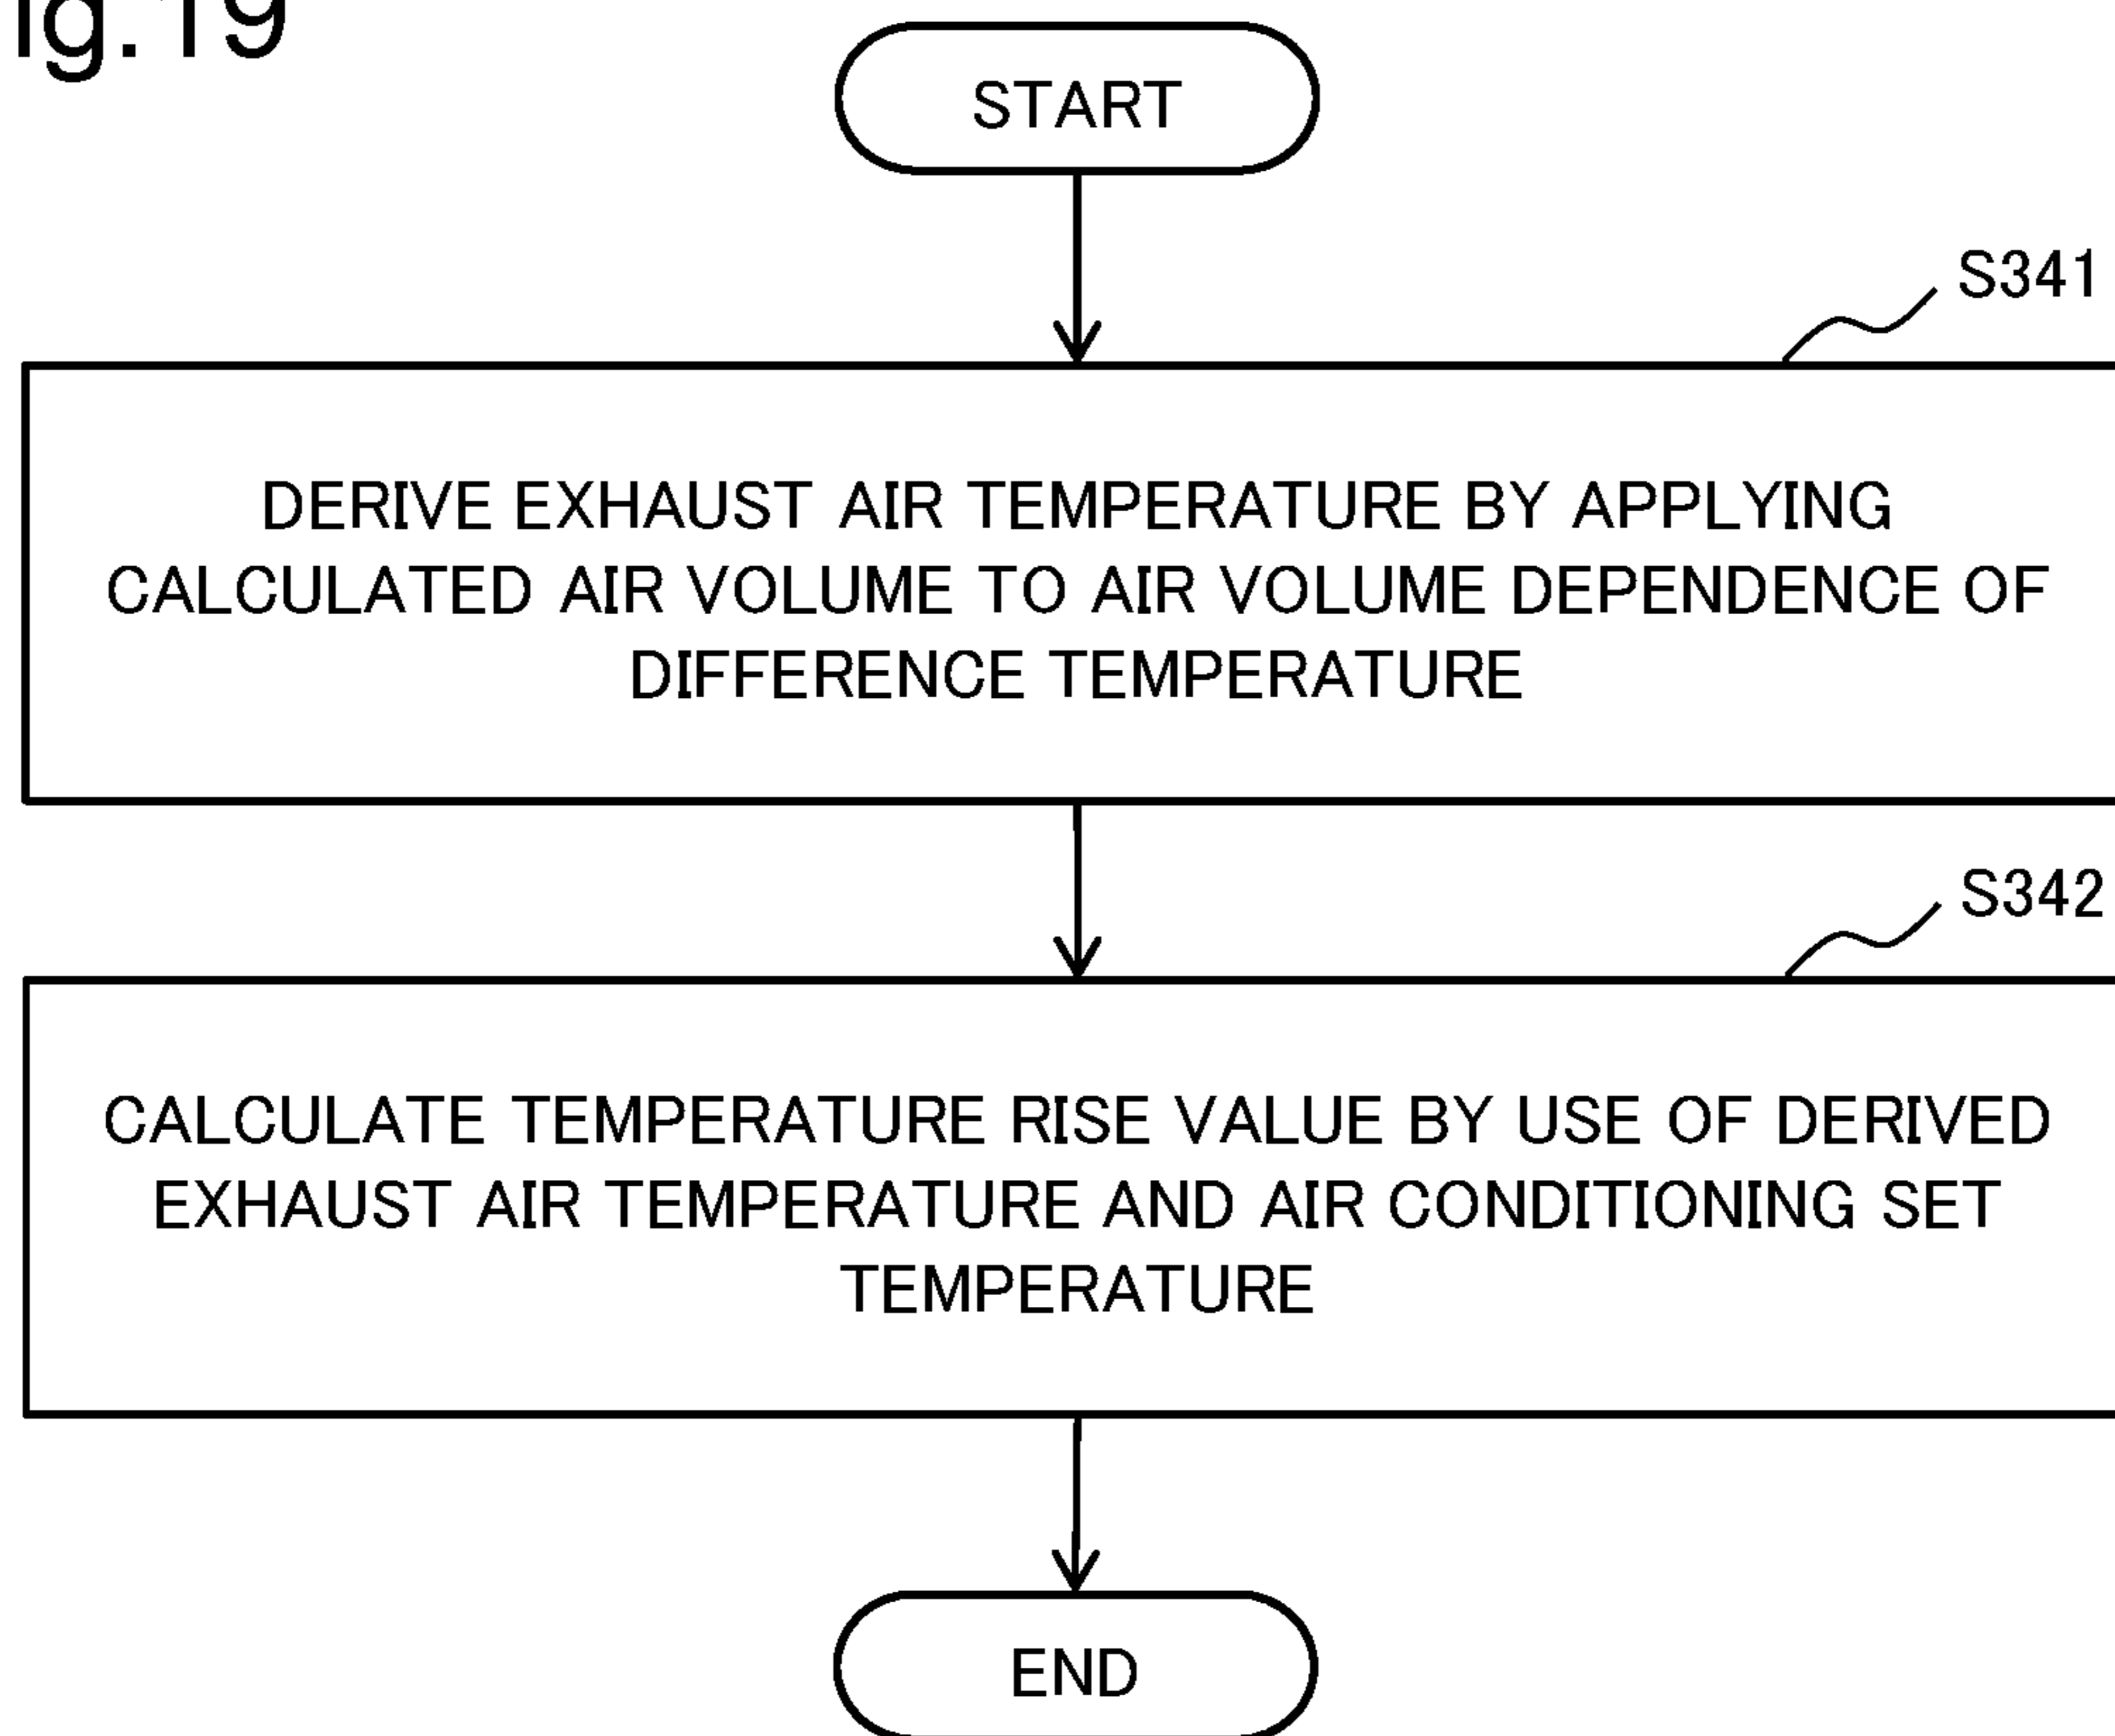 ig.19
START
S341
DERIVE EXHAUST AIR TEMPERATURE BY APPLYING
CALCULATED AIR VOLUME TO AIR VOLUME DEPENDENCE OF
DIFFERENCE TEMPERATURE
S342
CALCULATE TEMPERATURE RISE VALUE BY USE OF DERIVED
EXHAUST AIR TEMPERATURE AND AIR CONDITIONING SET
TEMPERATURE
END